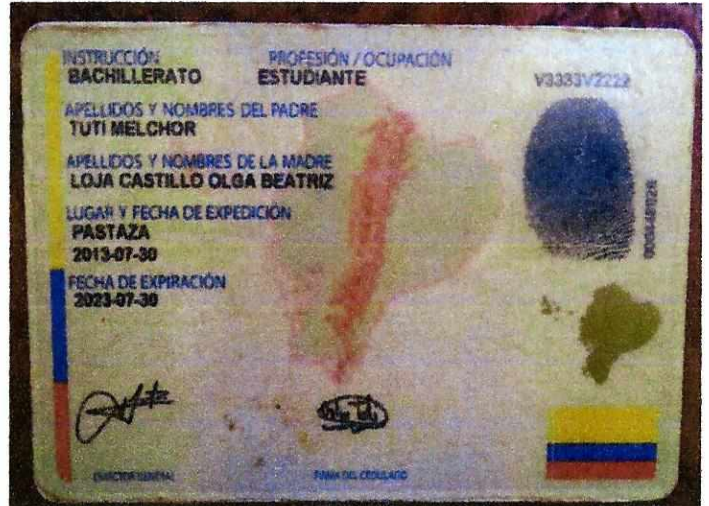 INSTRUCCIÓN PROFESIÓN / OCUPACIÓN
BACHILLERATO ESTUDIANTE V3333V2222
APELLIDOS Y NOMBRES DEL PADRE
TUTI MELCHOR
APELLIDOS Y NOMBRES DE LA MADRE
LOJA CASTILLO OLGA BEATRIZ
LUGAR Y FECHA DE EXPEDICIÓN
PASTAZA
2013-07-30
FECHA DE EXPIRACIÓN
2023-07-30
DIRECTOR GENERAL FIRMA DEL CEDULADO